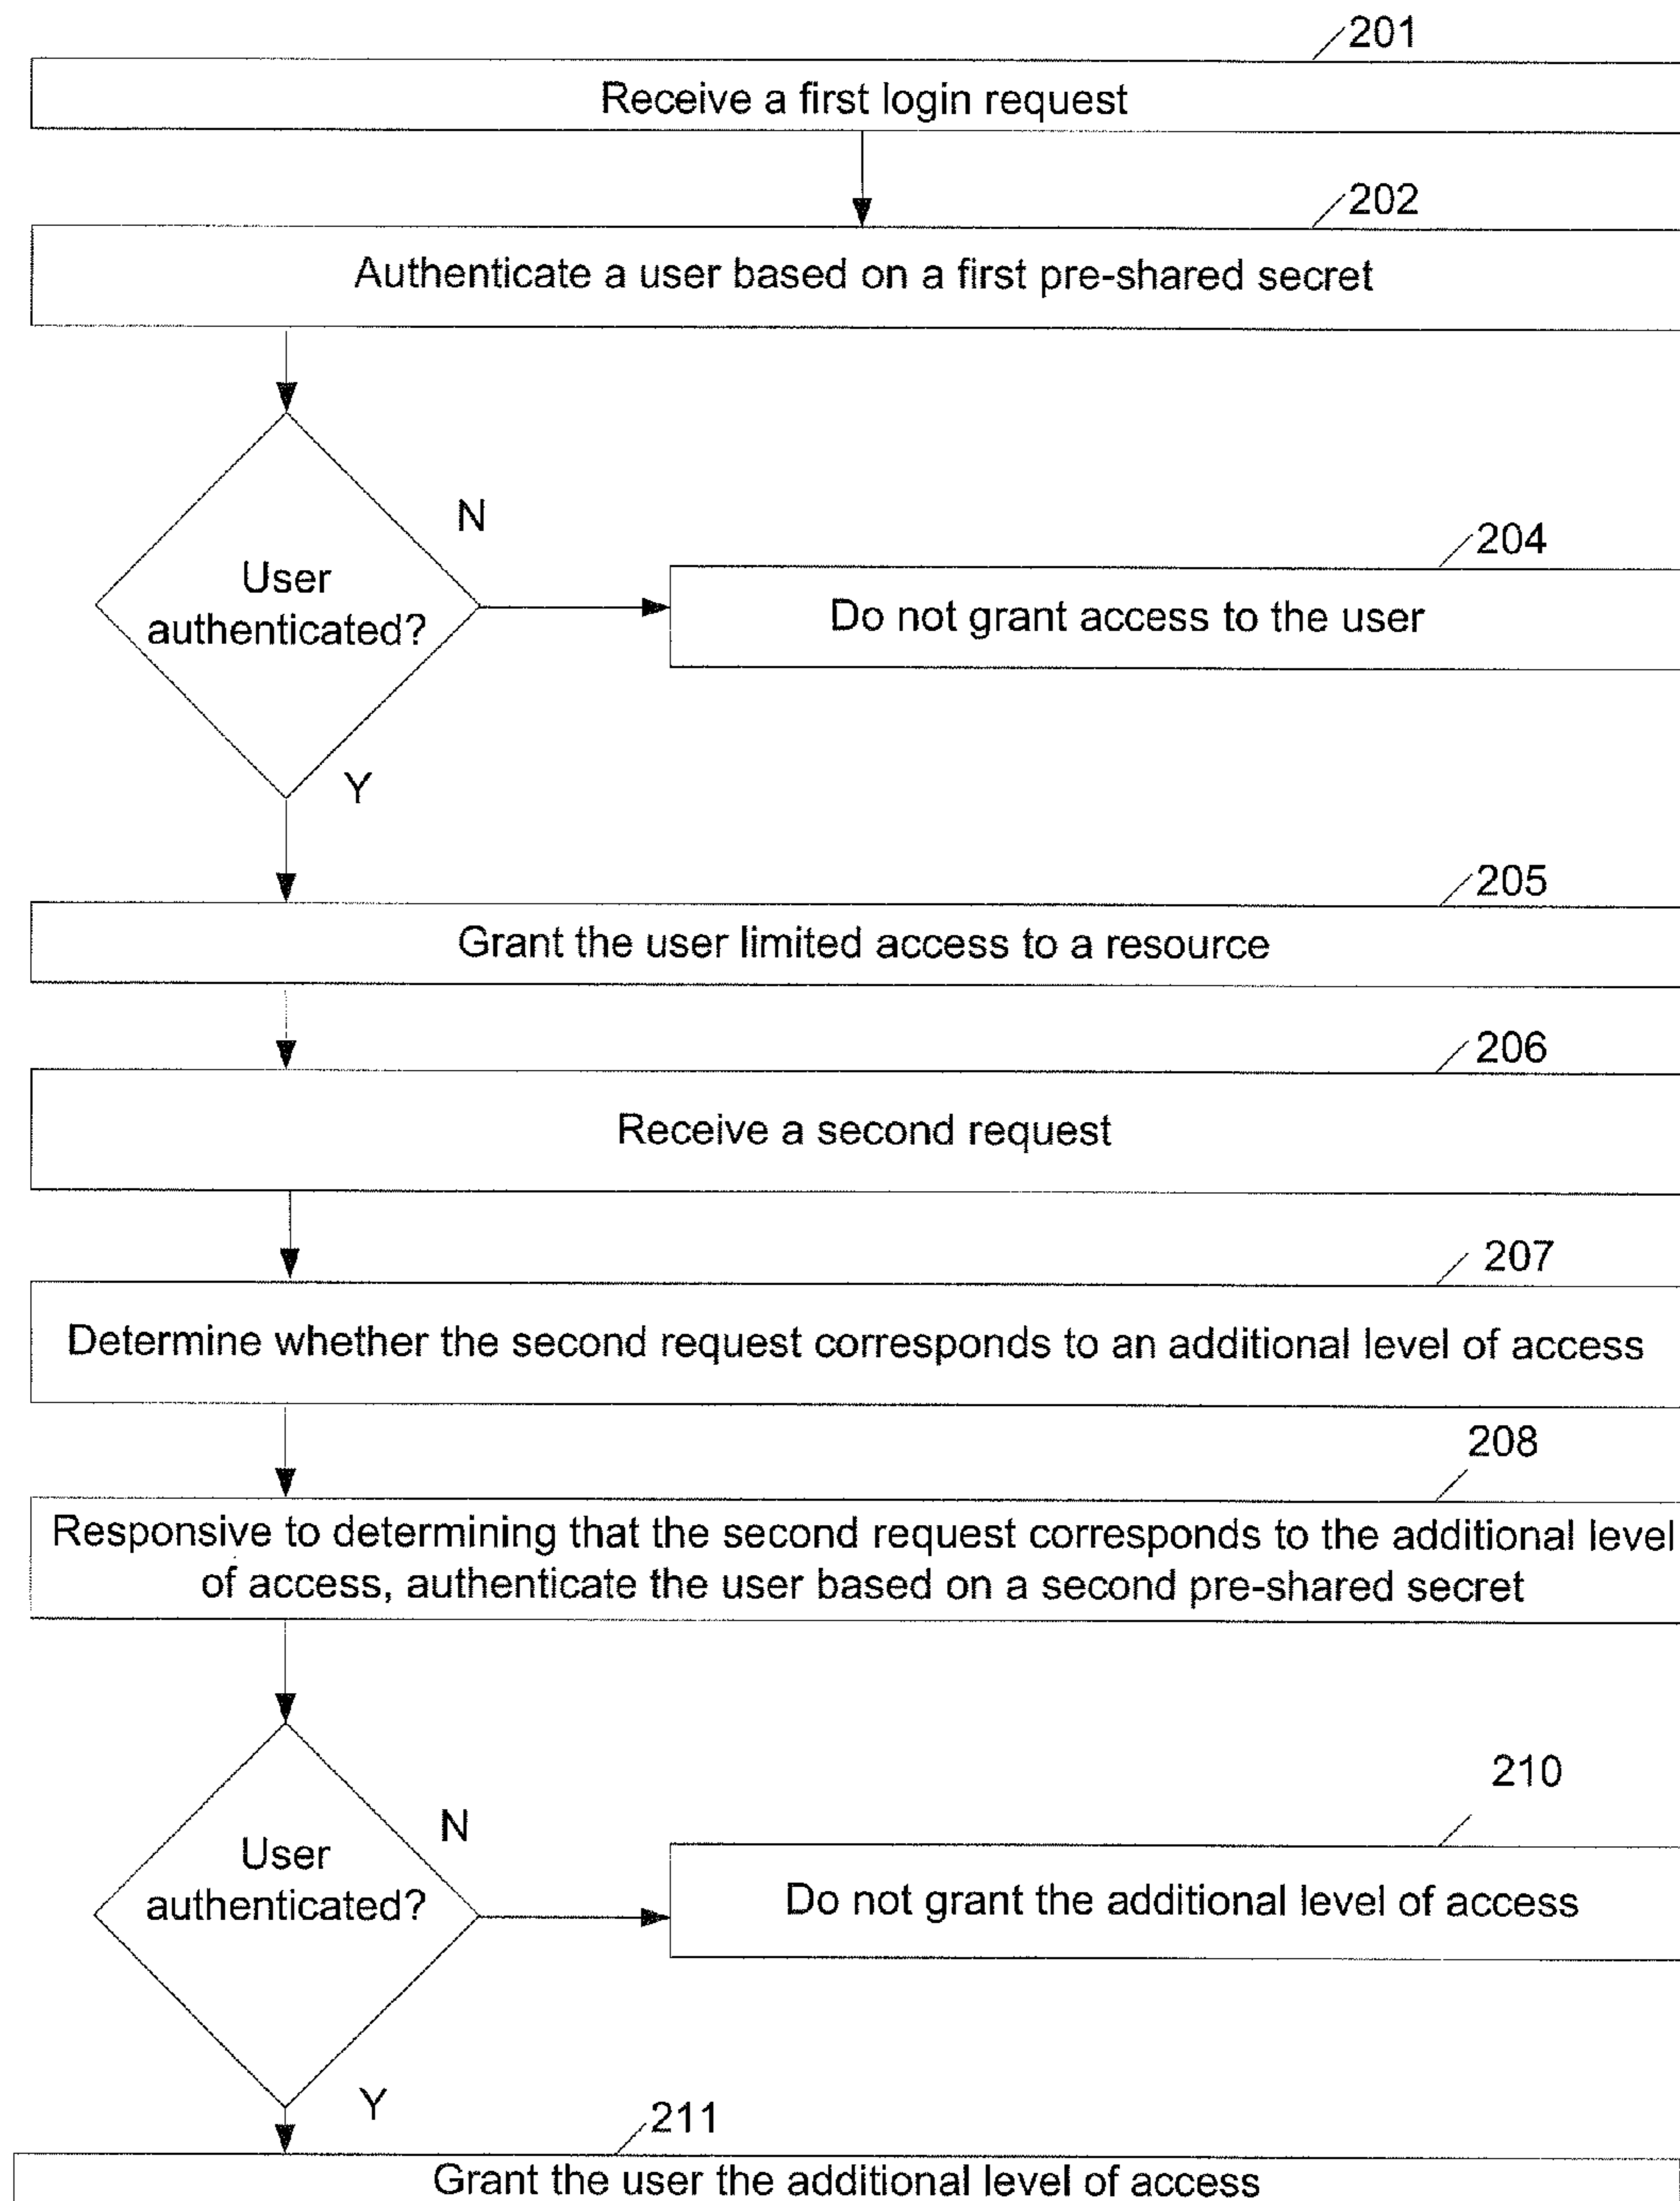 201
Receive a first login request
202
Authenticate a user based on a first pre-shared secret
N
User
authenticated?
204
Do not grant access to the user
Y
205
Grant the user limited access to a resource
206
Receive a second request
207
Determine whether the second request corresponds to an additional level of access
208
Responsive to determining that the second request corresponds to the additional level
of access, authenticate the user based on a second pre-shared secret
N
User
authenticated?
210
Do not grant the additional level of access
Y
211
Grant the user the additional level of access